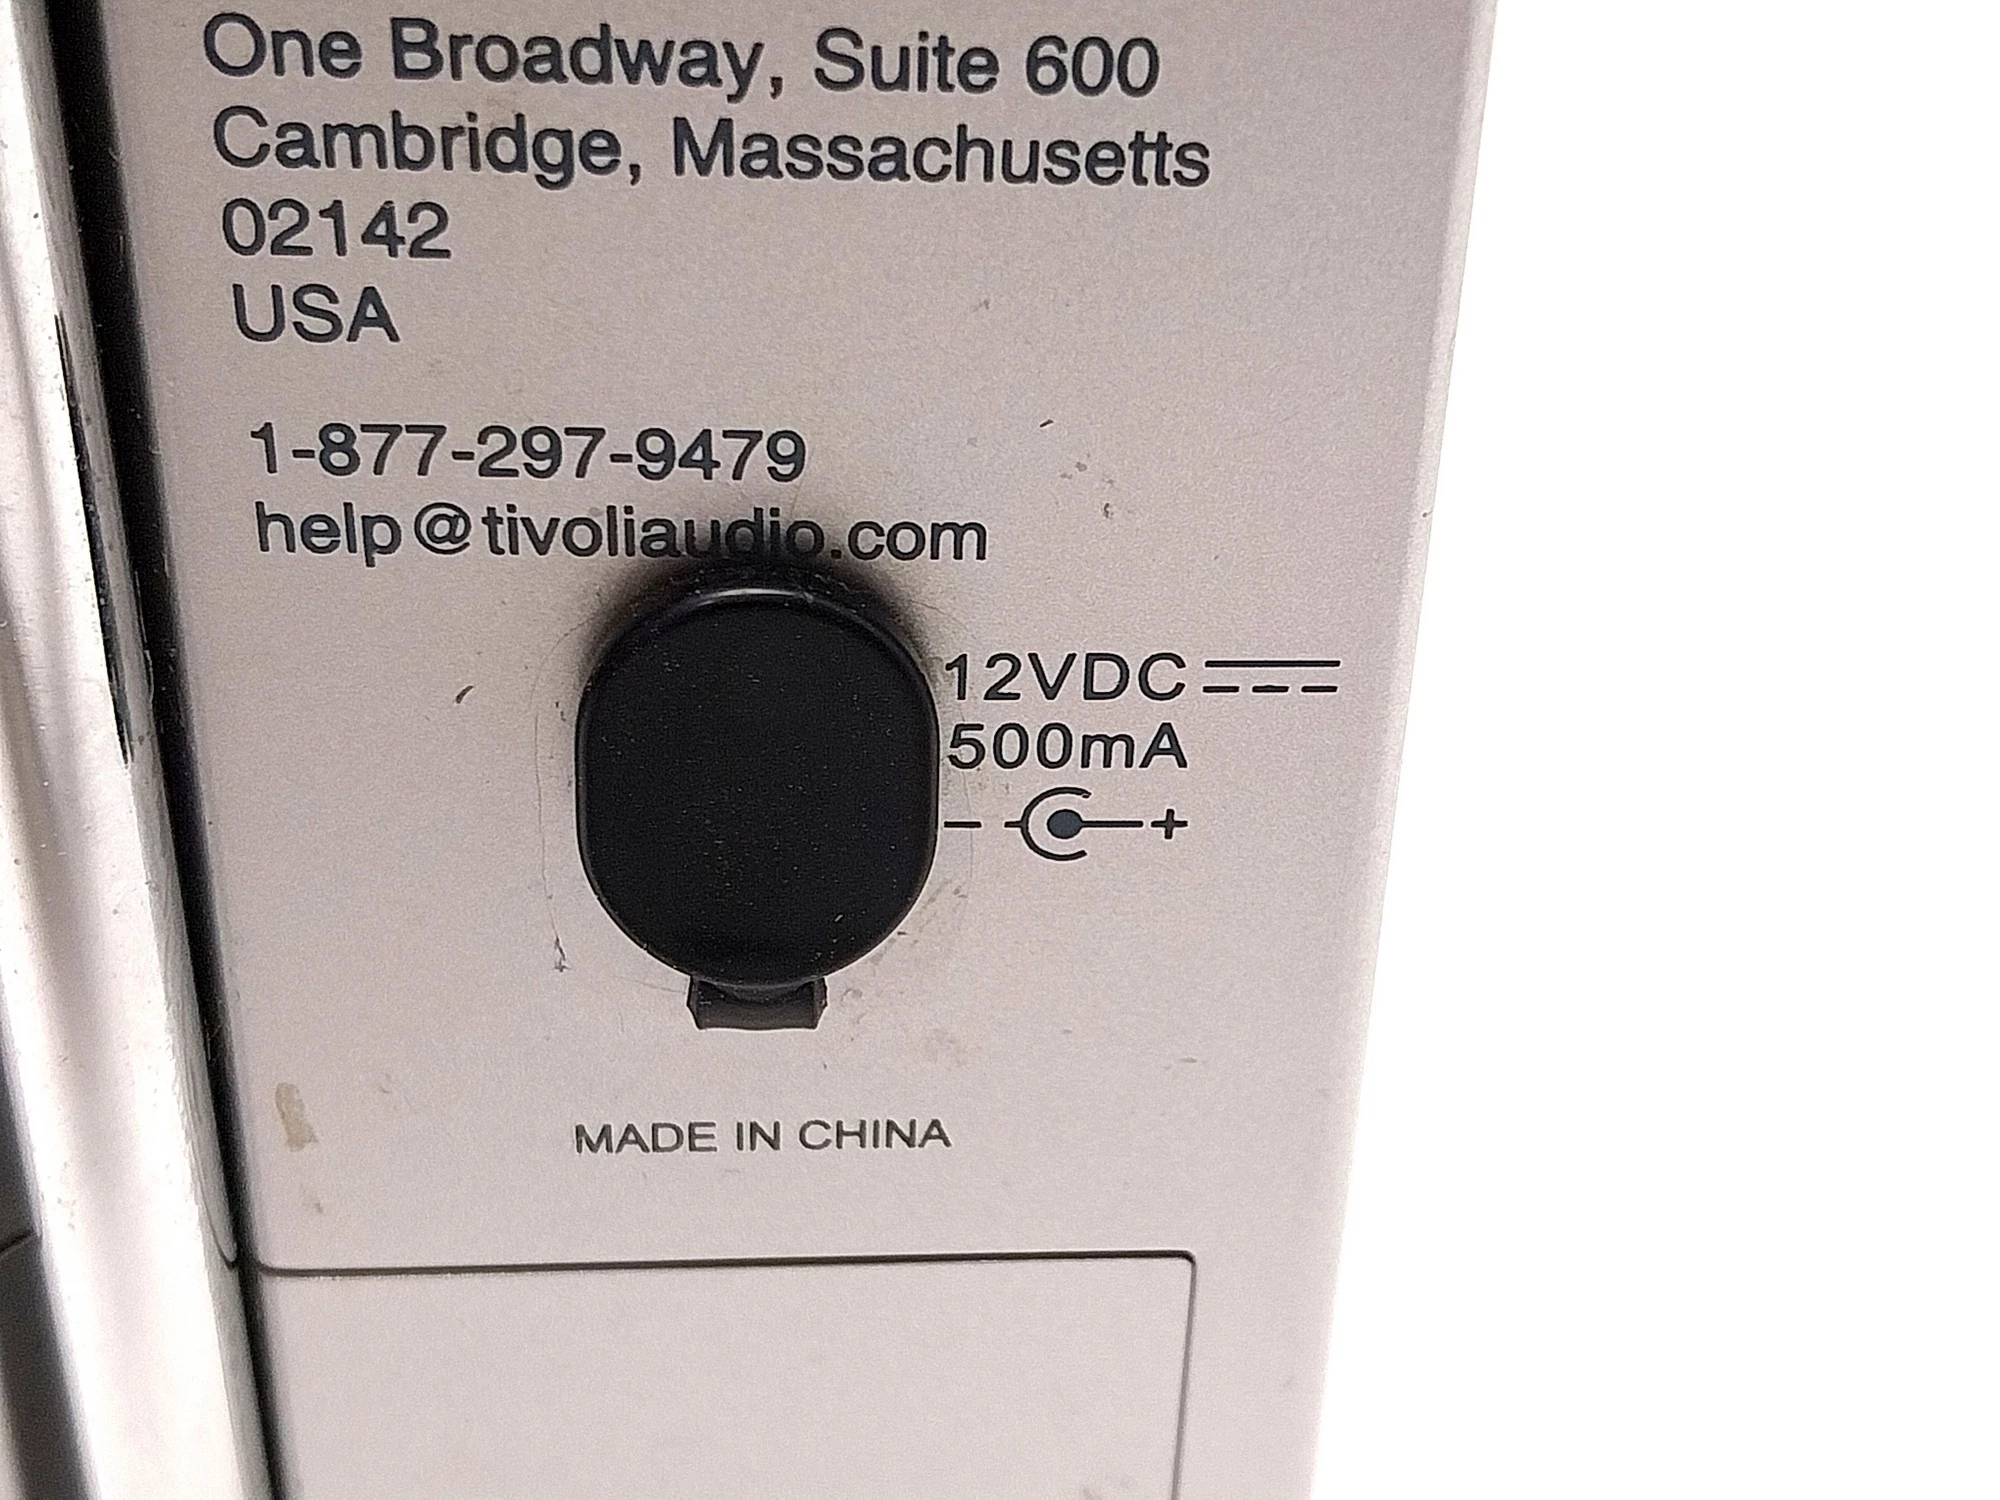 One Broadway, Suite 600
Cambridge, Massachusetts
02142
USA
1-877-297-9479
help@tivoliaudio.com
12VDC
500mA
- +
MADE IN CHINA